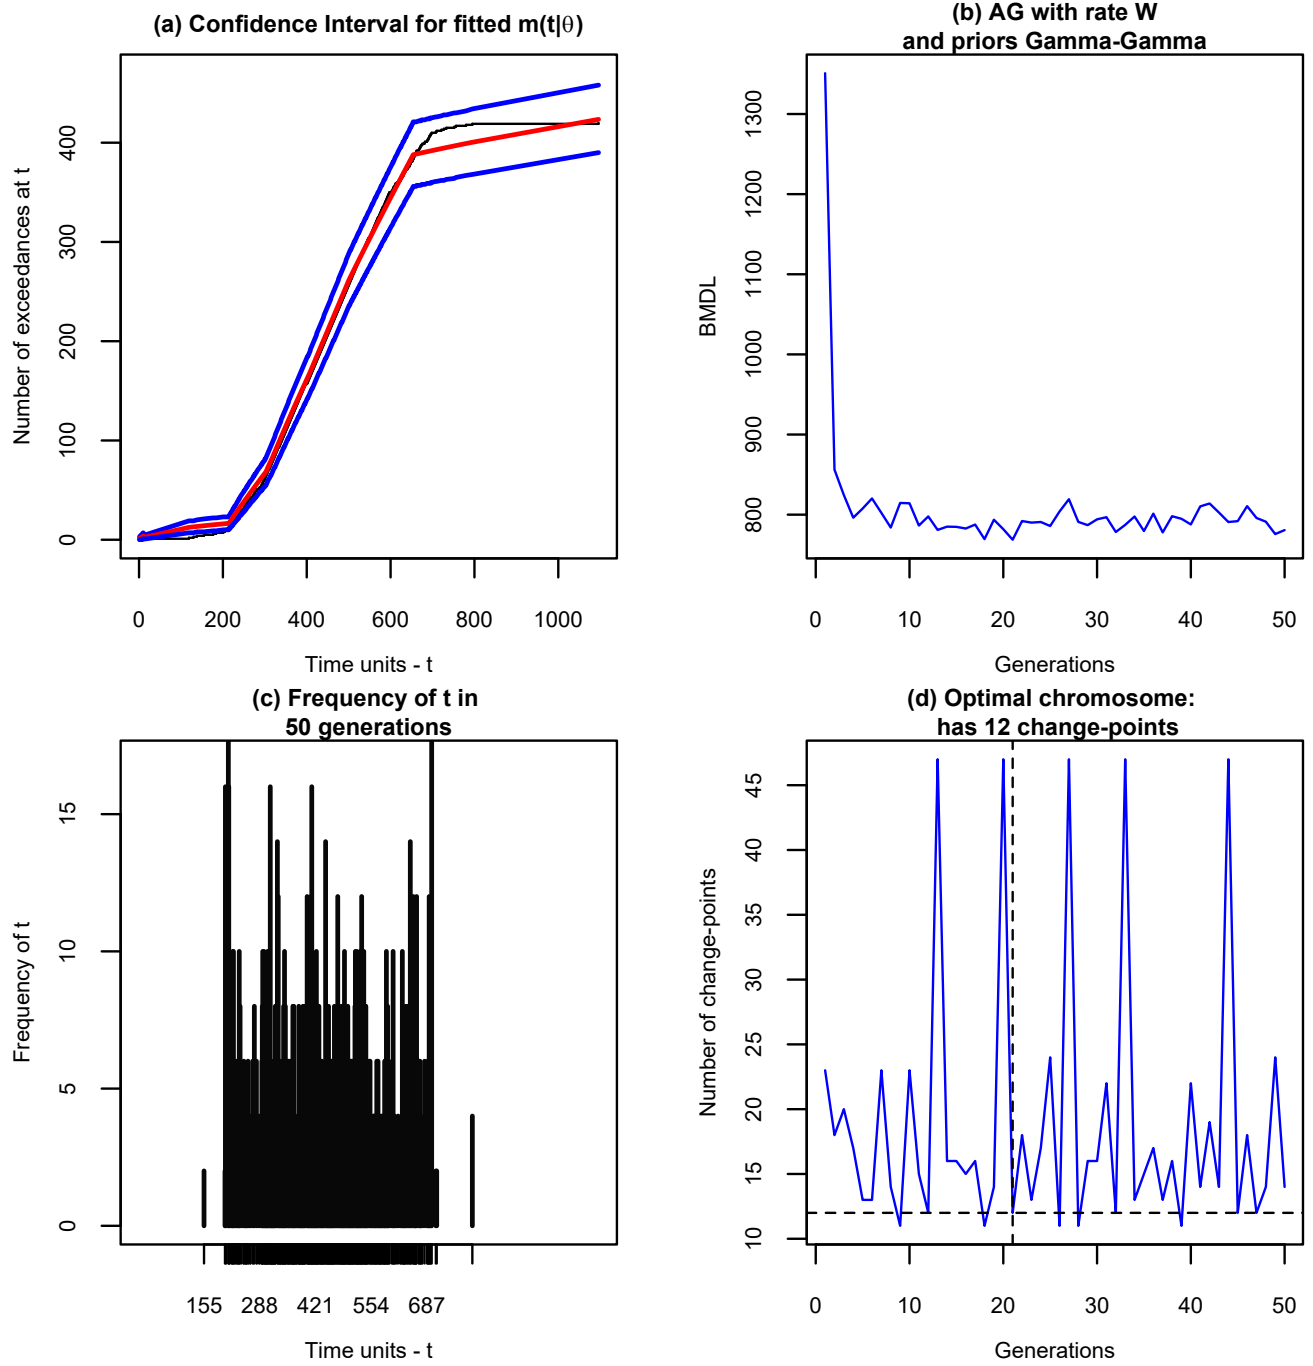 (a) Confidence Interval for fitted m(t|θ)
Number of exceedances at t
400
300
200
100
0
0 200 400 600 800 1000
Time units - t
(b) AG with rate W
and priors Gamma-Gamma
BMDL
1300
1200
1100
1000
900
800
0 10 20 30 40 50
Generations
(c) Frequency of t in
50 generations
Frequency of t
15
10
5
0
155 288 421 554 687
Time units - t
(d) Optimal chromosome:
has 12 change-points
Number of change-points
45
40
35
30
25
20
15
10
0 10 20 30 40 50
Generations